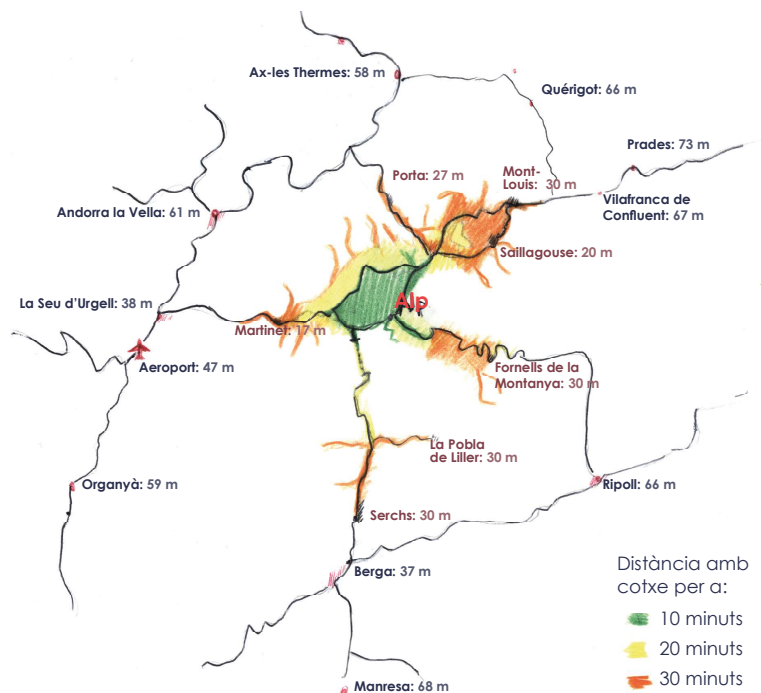 Ax-les Thermes: 58 m
Quérigot: 66 m
Prades: 73 m
Porta: 27 m
Mont-
Louis: 30 m
Vilafranca de
Confluent: 67 m
Andorra la Vella: 61 m
Saillagouse: 20 m
La Seu d'Urgell: 38 m
Alp
Martinet: 17 m
Aeroport: 47 m
Fornells de la
Montanya: 30 m
La Pobla
de Liller: 30 m
Organyà: 59 m
Ripoll: 66 m
Serchs: 30 m
Berga: 37 m
Manresa: 68 m
Distància amb
cotxe per a:
10 minuts
20 minuts
30 minuts